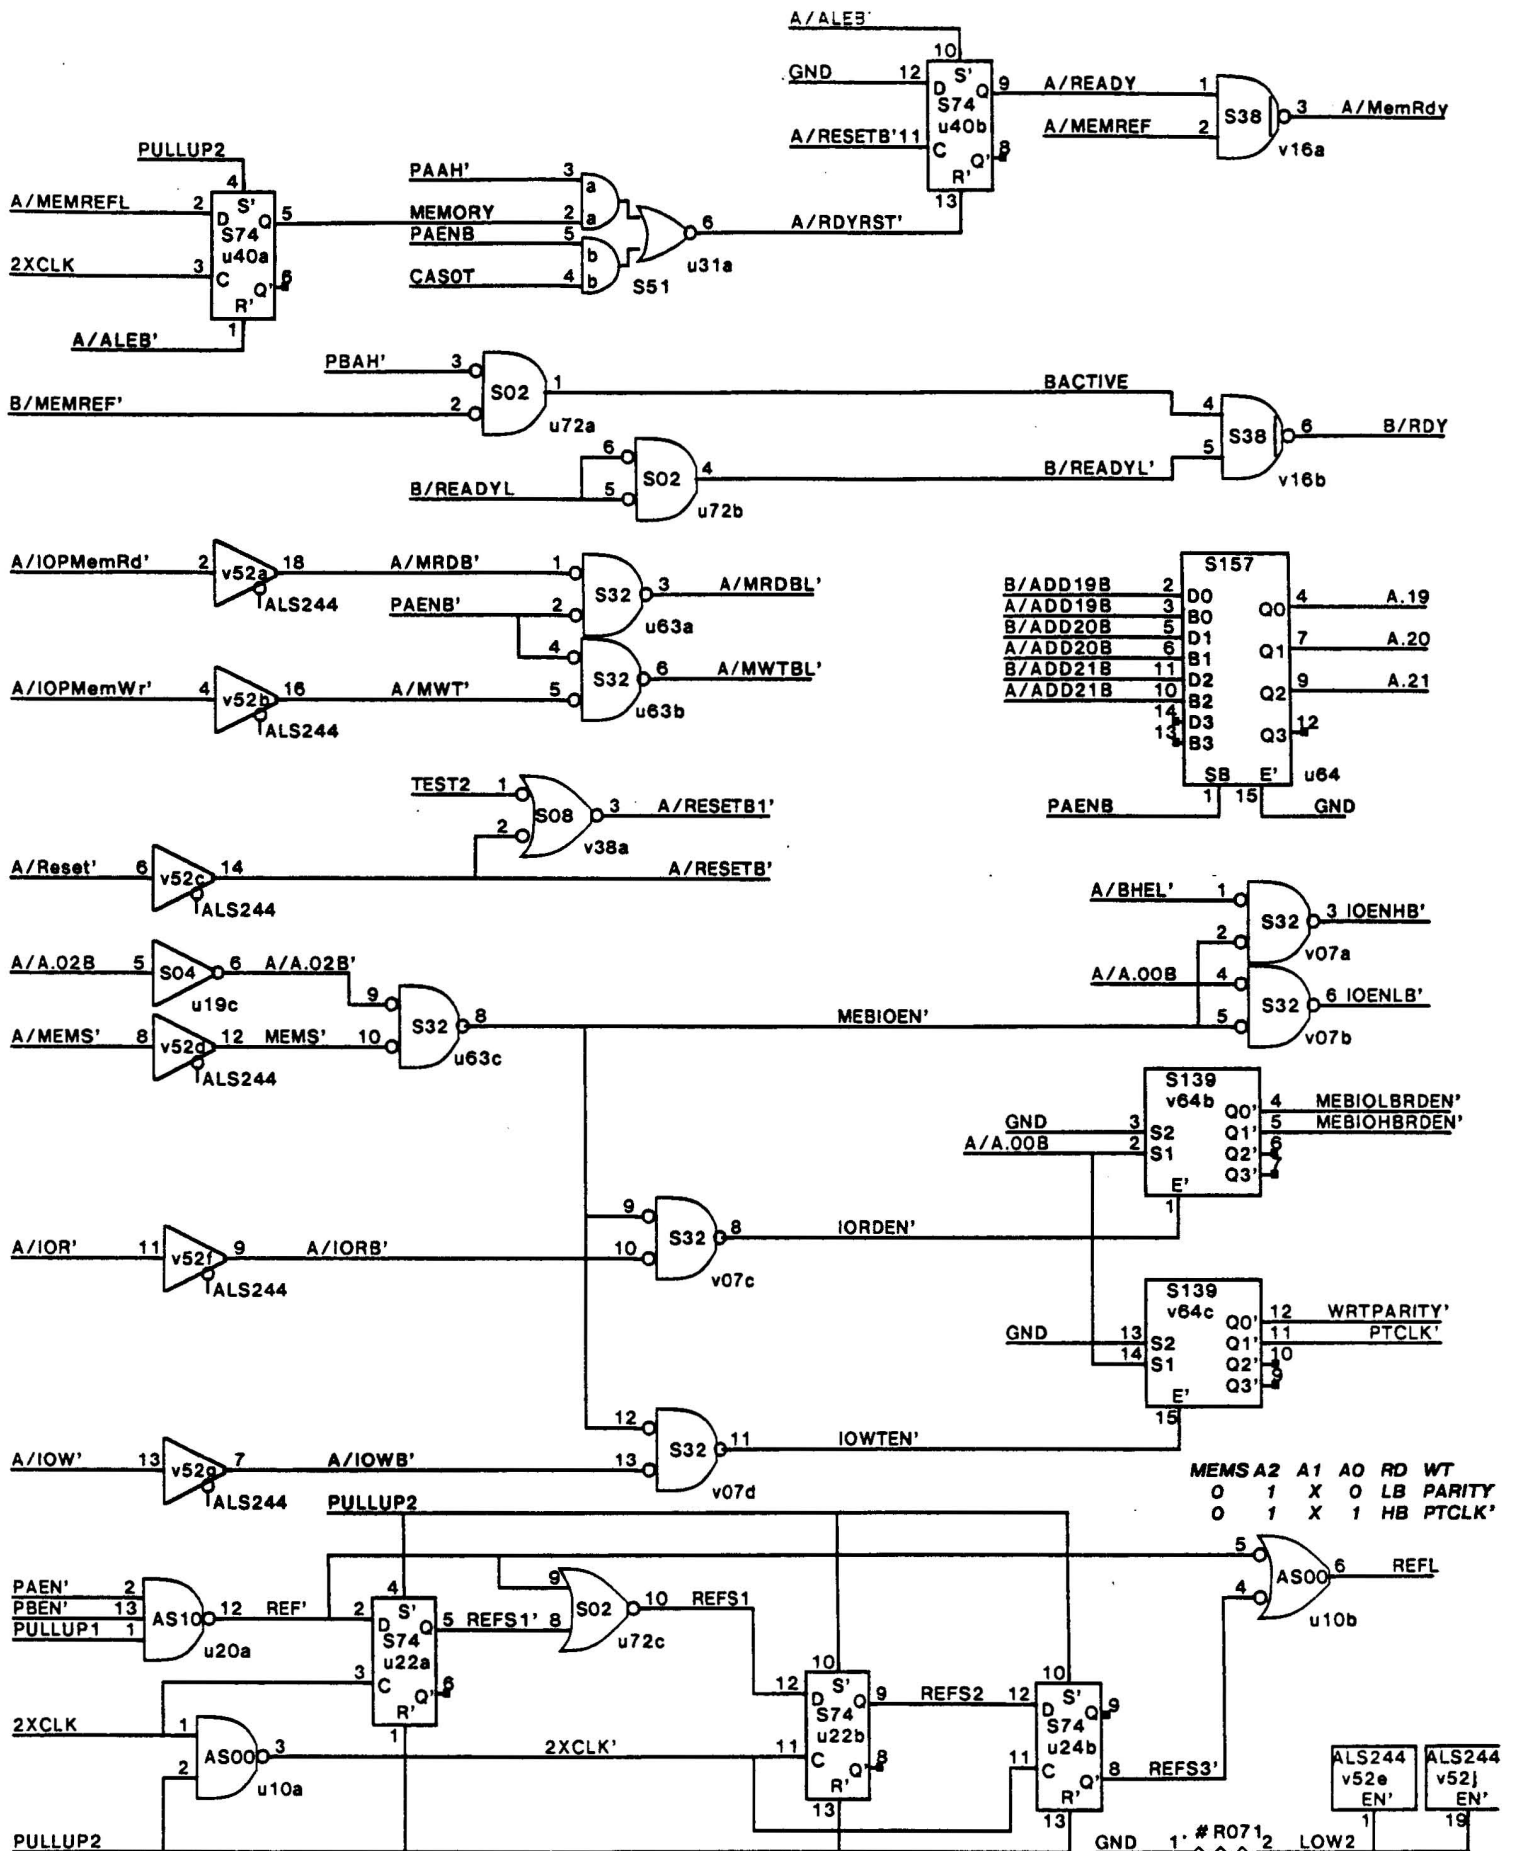 A/ALEB'
10
GND 12 D S' Q 9 A/READY 1
S74
u40b
S38 3 A/MemRdy
A/MEMREF 2
v16a
A/RESETB' 11 C Q' 8
R'
13
PULLUP2
4
A/MEMREFL 2 D S' Q 5
S74
u40a
2XCLK 3 C Q' 6
R'
1
A/ALEB'
PAAH' 3 a
MEMORY 2 a
PAENB 5 b
CASOT 4 b
6 A/RDYRST'
u31a
S51
PBAH' 3
S02 1 BACTIVE 4
B/MEMREF' 2
u72a
S38 6 B/RDY
6
S02 4 B/READYL' 5
B/READYL 5
u72b
v16b
A/IOPMemRd' 2 v52a 18 A/MRDB' 1
ALS244
S32 3 A/MRDBL'
PAENB' 2
u63a
4
S32 6 A/MWTBL'
A/IOPMemWr' 4 v52b 16 A/MWT' 5
u63b
ALS244
S157
B/ADD19B 2 D0
A/ADD19B 3 B0 Q0 4 A.19
B/ADD20B 5 D1
A/ADD20B 6 B1 Q1 7 A.20
B/ADD21B 11 D2
A/ADD21B 10 B2 Q2 9 A.21
14 D3
13 B3 Q3 12
SB E' u64
PAENB 1 15 GND
TEST2 1
S08 3 A/RESETB1'
2
v38a
A/Reset' 6 v52c 14 A/RESETB'
ALS244
A/BHEL' 1
S32 3 IOENHB'
2
v07a
A/A.00B 4
S32 6 IOENLB'
5
v07b
A/A.02B 5 S04 6 A/A.02B' 9
u19c
S32 8 MEBIOEN'
A/MEMS' 8 v52d 12 MEMS' 10
u63c
ALS244
S139
v64b
Q0' 4 MEBIOLBRDEN'
GND 3 S2 Q1' 5 MEBIOHBRDEN'
A/A.00B 2 S1 Q2' 6
Q3' 7
E'
1
9
S32 8 IORDEN'
A/IOR' 11 v52f 9 A/IORB' 10
v07c
ALS244
S139
v64c
Q0' 12 WRTPARITY'
GND 13 S2 Q1' 11 PTCLK'
14 S1 Q2' 10
Q3' 9
E'
15
12
S32 11 IOWTEN'
A/IOW' 13 v52g 7 A/IOWB' 13
v07d
ALS244
MEMS A2 A1 A0 RD WT
0 1 X 0 LB PARITY
0 1 X 1 HB PTCLK'
PULLUP2
PAEN' 2
PBEN' 13 AS10 12 REF'
PULLUP1 1
u20a
4
2 D S' Q 5 REFS1' 8
S74
u22a
3 C Q' 6
R'
1
9
S02 10 REFS1
u72c
5
AS00 6 REFL
4
u10b
2XCLK 1
AS00 3 2XCLK'
2
u10a
10
12 D S' Q 9 REFS2
S74
u22b
11 C Q' 8
R'
13
10
12 D S' Q 9
S74
u24b
11 C Q' 8 REFS3'
R'
13
ALS244
v52e
EN'
1
ALS244
v52j
EN'
19
PULLUP2
GND 1 #R071 2 LOW2